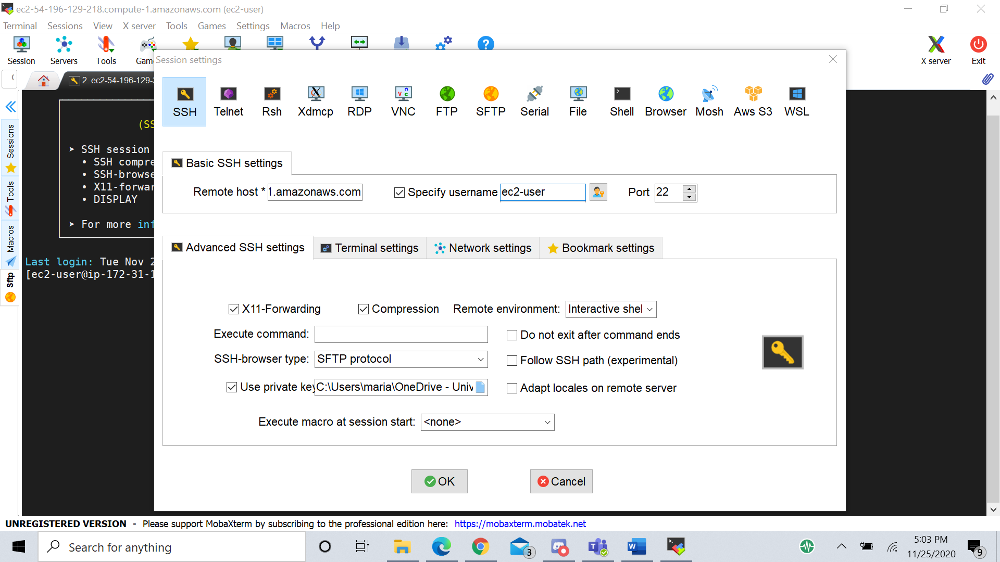 ec2-54-196-129-218.compute-1.amazonaws.com (ec2-user)
Terminal Sessions View X server Tools Games Settings Macros Help
Session Servers Tools Gam X server Exit
Session settings
2. ec2-54-196-129-2
SSH Telnet Rsh Xdmcp RDP VNC FTP SFTP Serial File Shell Browser Mosh Aws S3 WSL
(SS
➤ SSH session
• SSH compre
• SSH-browse
• X11-forwar
• DISPLAY
➤ For more inf
Last login: Tue Nov 2
[ec2-user@ip-172-31-1
Sessions
Tools
Macros
Sftp
Basic SSH settings
Remote host * 1.amazonaws.com Specify username ec2-user Port 22
Advanced SSH settings Terminal settings Network settings Bookmark settings
X11-Forwarding Compression Remote environment: Interactive shel
Execute command: Do not exit after command ends
SSH-browser type: SFTP protocol Follow SSH path (experimental)
Use private key C:\Users\maria\OneDrive - Univ Adapt locales on remote server
Execute macro at session start: <none>
OK Cancel
UNREGISTERED VERSION - Please support MobaXterm by subscribing to the professional edition here: https://mobaxterm.mobatek.net
Search for anything
3
5:03 PM
11/25/2020
9